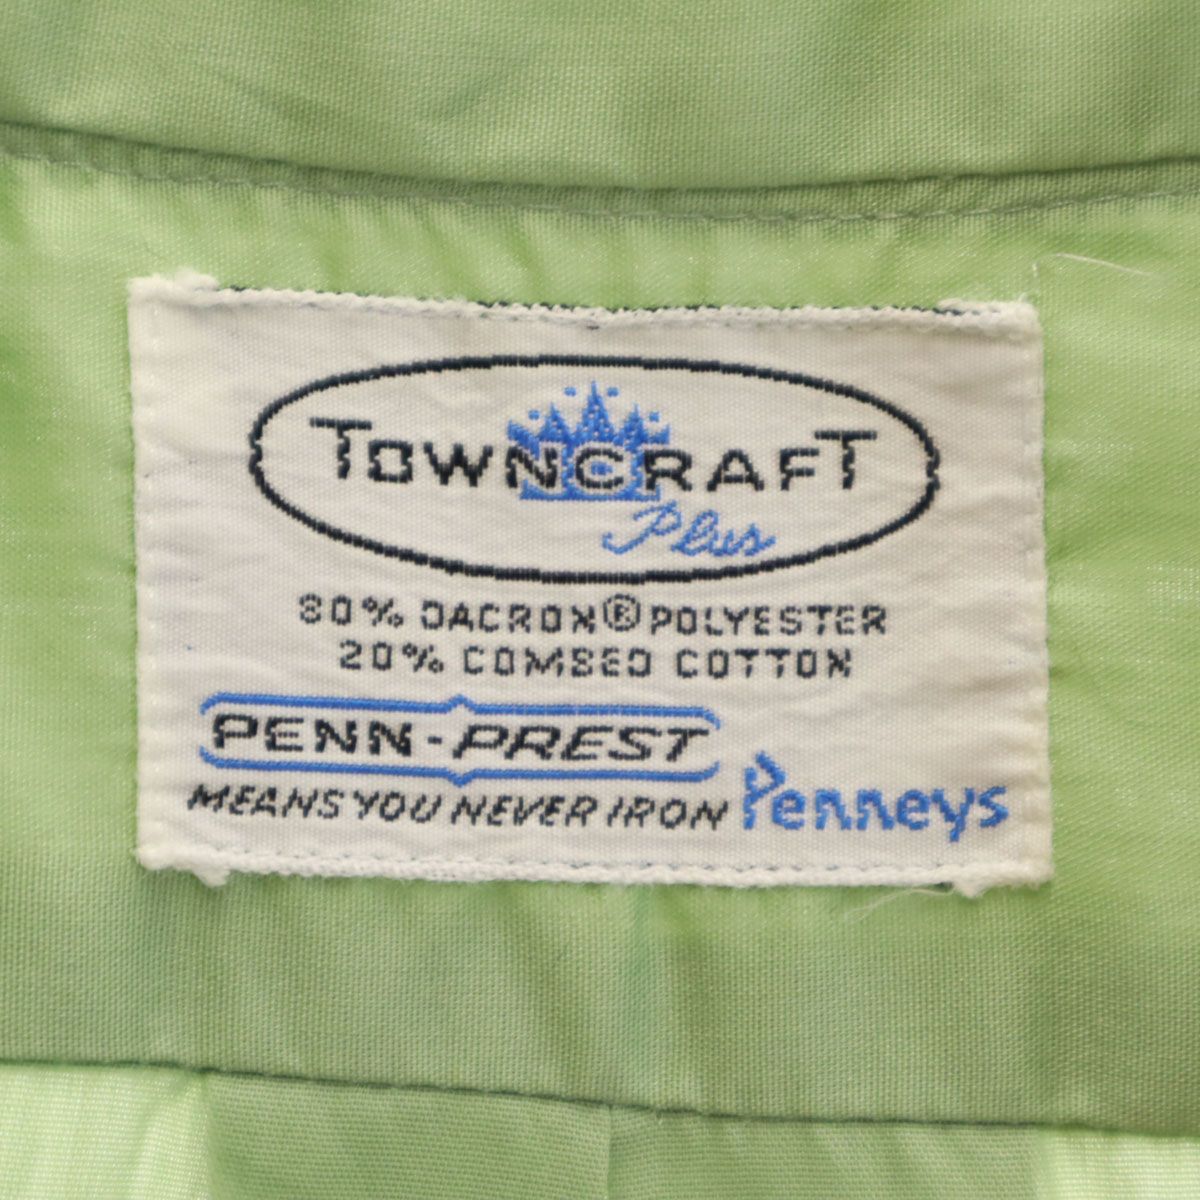 TOWNCRAFT
Plus
80% DACRON® POLYESTER
20% COMBED COTTON
PENN-PREST
MEANS YOU NEVER IRON
Penneys